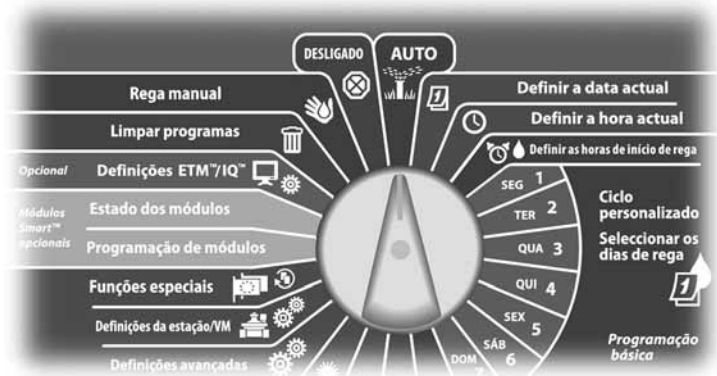 DESLIGADO
AUTO
Rega manual
Limpar programas
Opcional
Definições ETM™/IQ™
Módulos
Smart™
opcionais
Estado dos módulos
Programação de módulos
Funções especiais
Definições da estação/VM
Definições avançadas
Definir a data actual
Definir a hora actual
Definir as horas de início de rega
SEG 1
TER 2
QUA 3
QUI 4
SEX 5
SÁB 6
DOM 7
Ciclo
personalizado
Seleccionar os
dias de rega
1
Programação
básica
1